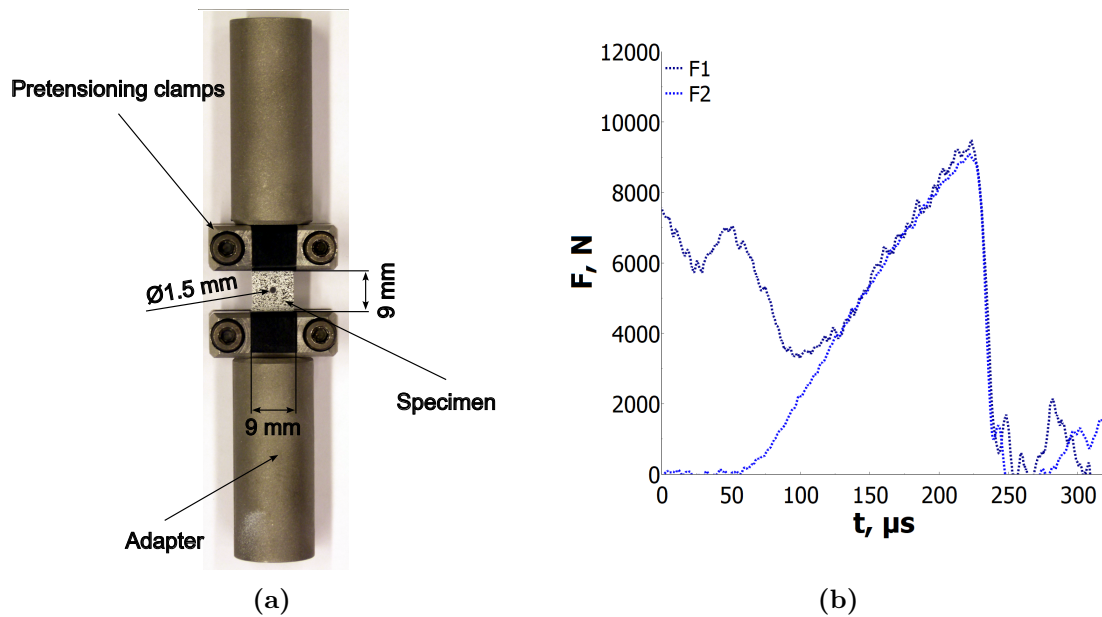 Pretensioning clamps
Ø1.5 mm
9 mm
Specimen
9 mm
Adapter
(a)
12000
F1
F2
10000
8000
F, N
6000
4000
2000
0
0 50 100 150 200 250 300
t, µs
(b)